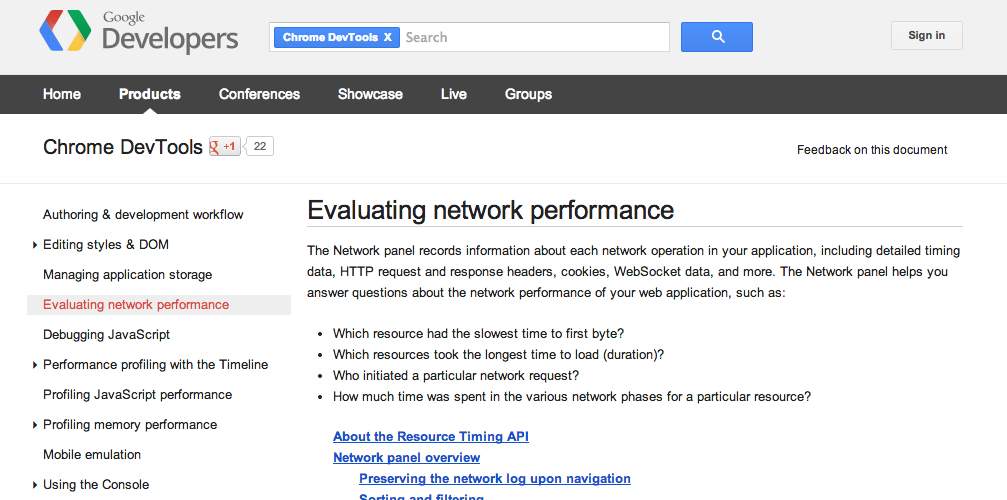 Google
Developers
Chrome DevTools X Search
Sign in
Home Products Conferences Showcase Live Groups
Chrome DevTools +1 22
Feedback on this document
Authoring & development workflow
Editing styles & DOM
Managing application storage
Evaluating network performance
Debugging JavaScript
Performance profiling with the Timeline
Profiling JavaScript performance
Profiling memory performance
Mobile emulation
Using the Console
Evaluating network performance
The Network panel records information about each network operation in your application, including detailed timing
data, HTTP request and response headers, cookies, WebSocket data, and more. The Network panel helps you
answer questions about the network performance of your web application, such as:
• Which resource had the slowest time to first byte?
• Which resources took the longest time to load (duration)?
• Who initiated a particular network request?
• How much time was spent in the various network phases for a particular resource?
About the Resource Timing API
Network panel overview
Preserving the network log upon navigation
Sorting and filtering